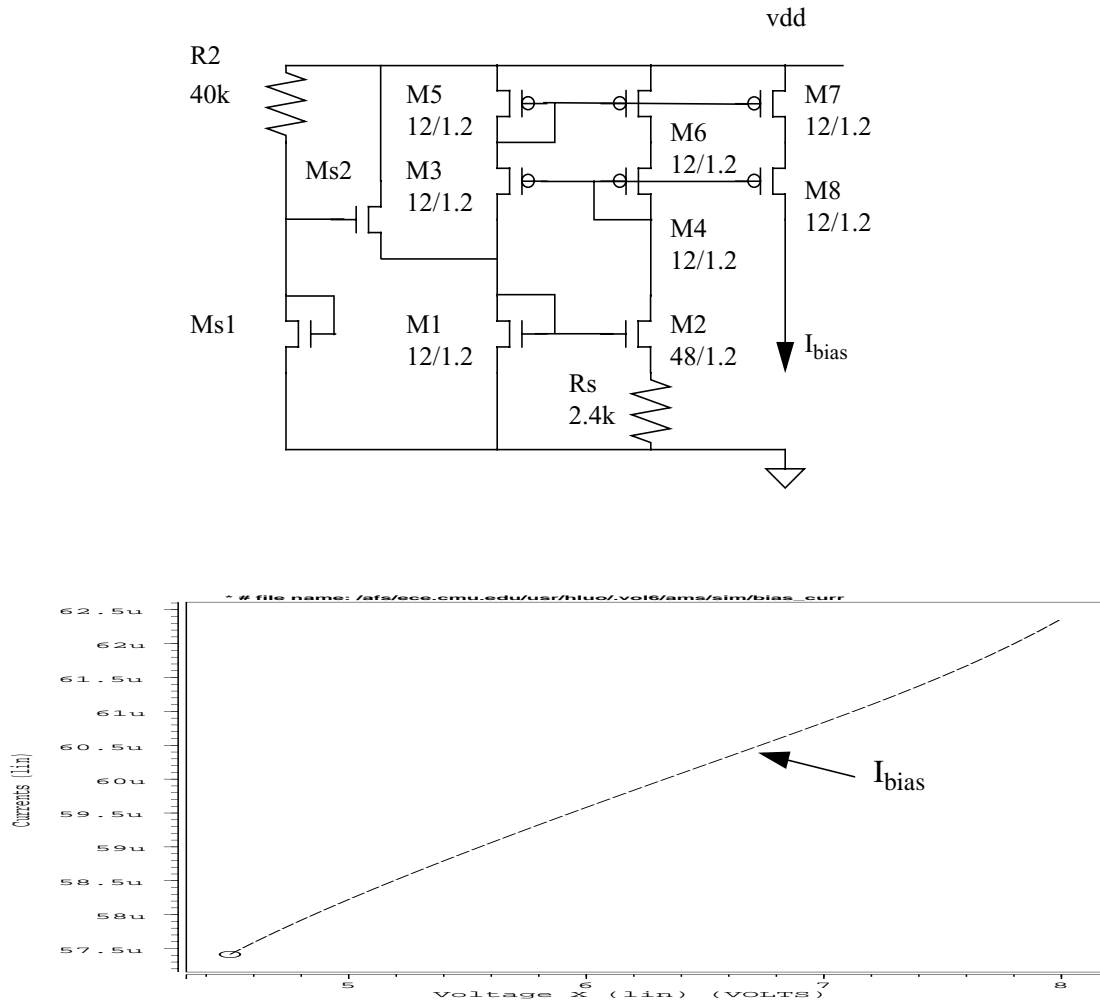 vdd
R2
40k
M5
12/1.2
M7
12/1.2
M6
12/1.2
Ms2
M3
12/1.2
M8
12/1.2
M4
12/1.2
Ms1
M1
12/1.2
M2
48/1.2
Ibias
Rs
2.4k
* # file name: /afs/ece.cmu.edu/usr/hluo/.vol6/ams/sim/bias_curr
62.5u
62u
61.5u
61u
60.5u
60u
59.5u
59u
58.5u
58u
57.5u
Currents (lin)
Ibias
5
6
7
8
Voltage X (lin) (VOLTS)